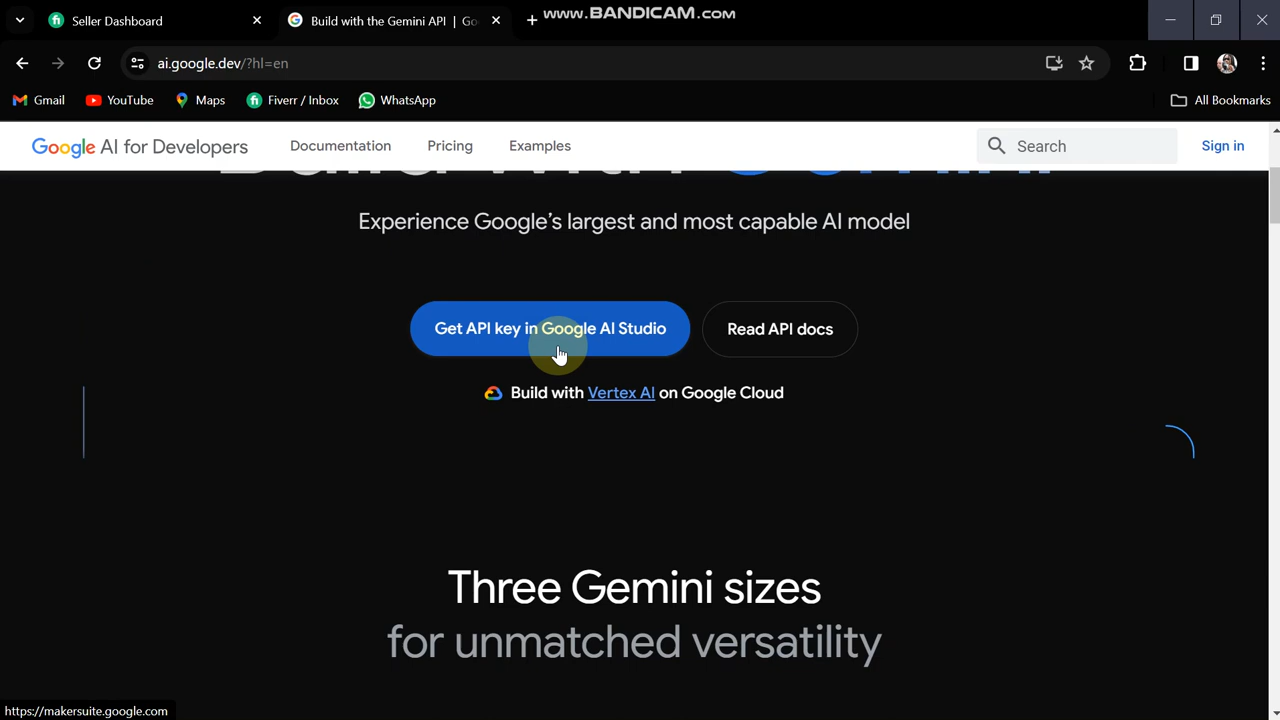 Seller Dashboard
Build with the Gemini API | Go
www.BANDICAM.com
ai.google.dev/?hl=en
Gmail
YouTube
Maps
Fiverr / Inbox
WhatsApp
All Bookmarks
Google AI for Developers
Documentation
Pricing
Examples
Search
Sign in
Experience Google's largest and most capable AI model
Get API key in Google AI Studio
Read API docs
Build with Vertex AI on Google Cloud
Three Gemini sizes
for unmatched versatility
https://makersuite.google.com